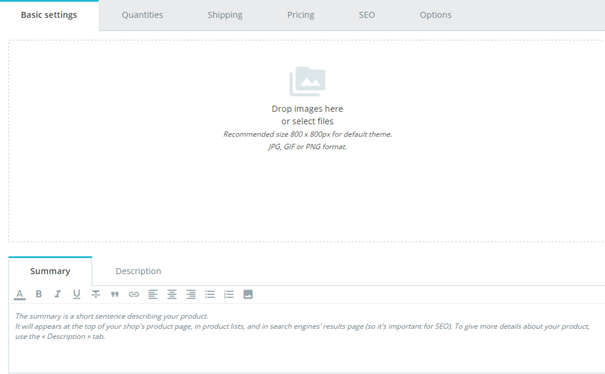 Basic settings Quantities Shipping Pricing SEO Options
Drop images here
or select files
Recommended size 800 x 800px for default theme.
JPG, GIF or PNG format.
Summary Description
The summary is a short sentence describing your product.
It will appears at the top of your shop's product page, in product lists, and in search engines' results page (so it's important for SEO). To give more details about your product,
use the « Description » tab.